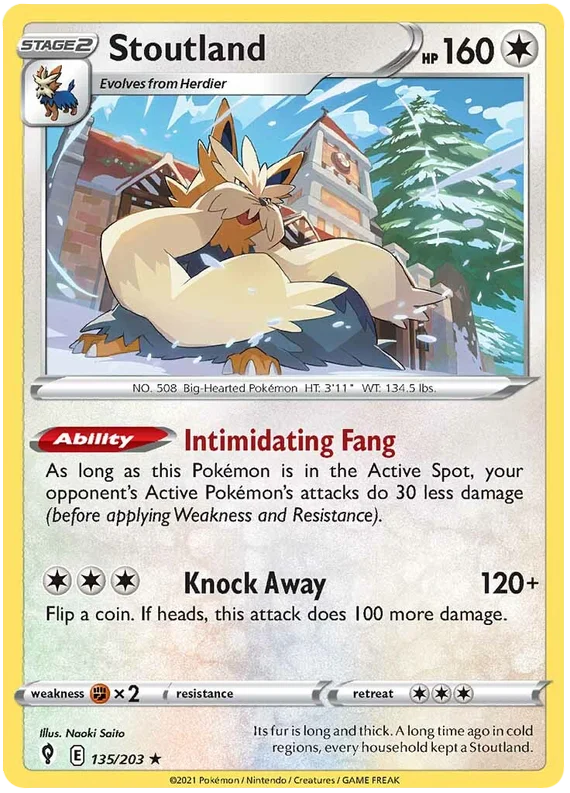 STAGE2
Stoutland
HP 160
Evolves from Herdier
NO. 508 Big-Hearted Pokémon HT: 3'11" WT: 134.5 lbs.
Ability Intimidating Fang
As long as this Pokémon is in the Active Spot, your
opponent's Active Pokémon's attacks do 30 less damage
(before applying Weakness and Resistance).
Knock Away 120+
Flip a coin. If heads, this attack does 100 more damage.
weakness ×2 resistance retreat
Illus. Naoki Saito
Its fur is long and thick. A long time ago in cold
regions, every household kept a Stoutland.
E 135/203 ★
©2021 Pokémon / Nintendo / Creatures / GAME FREAK